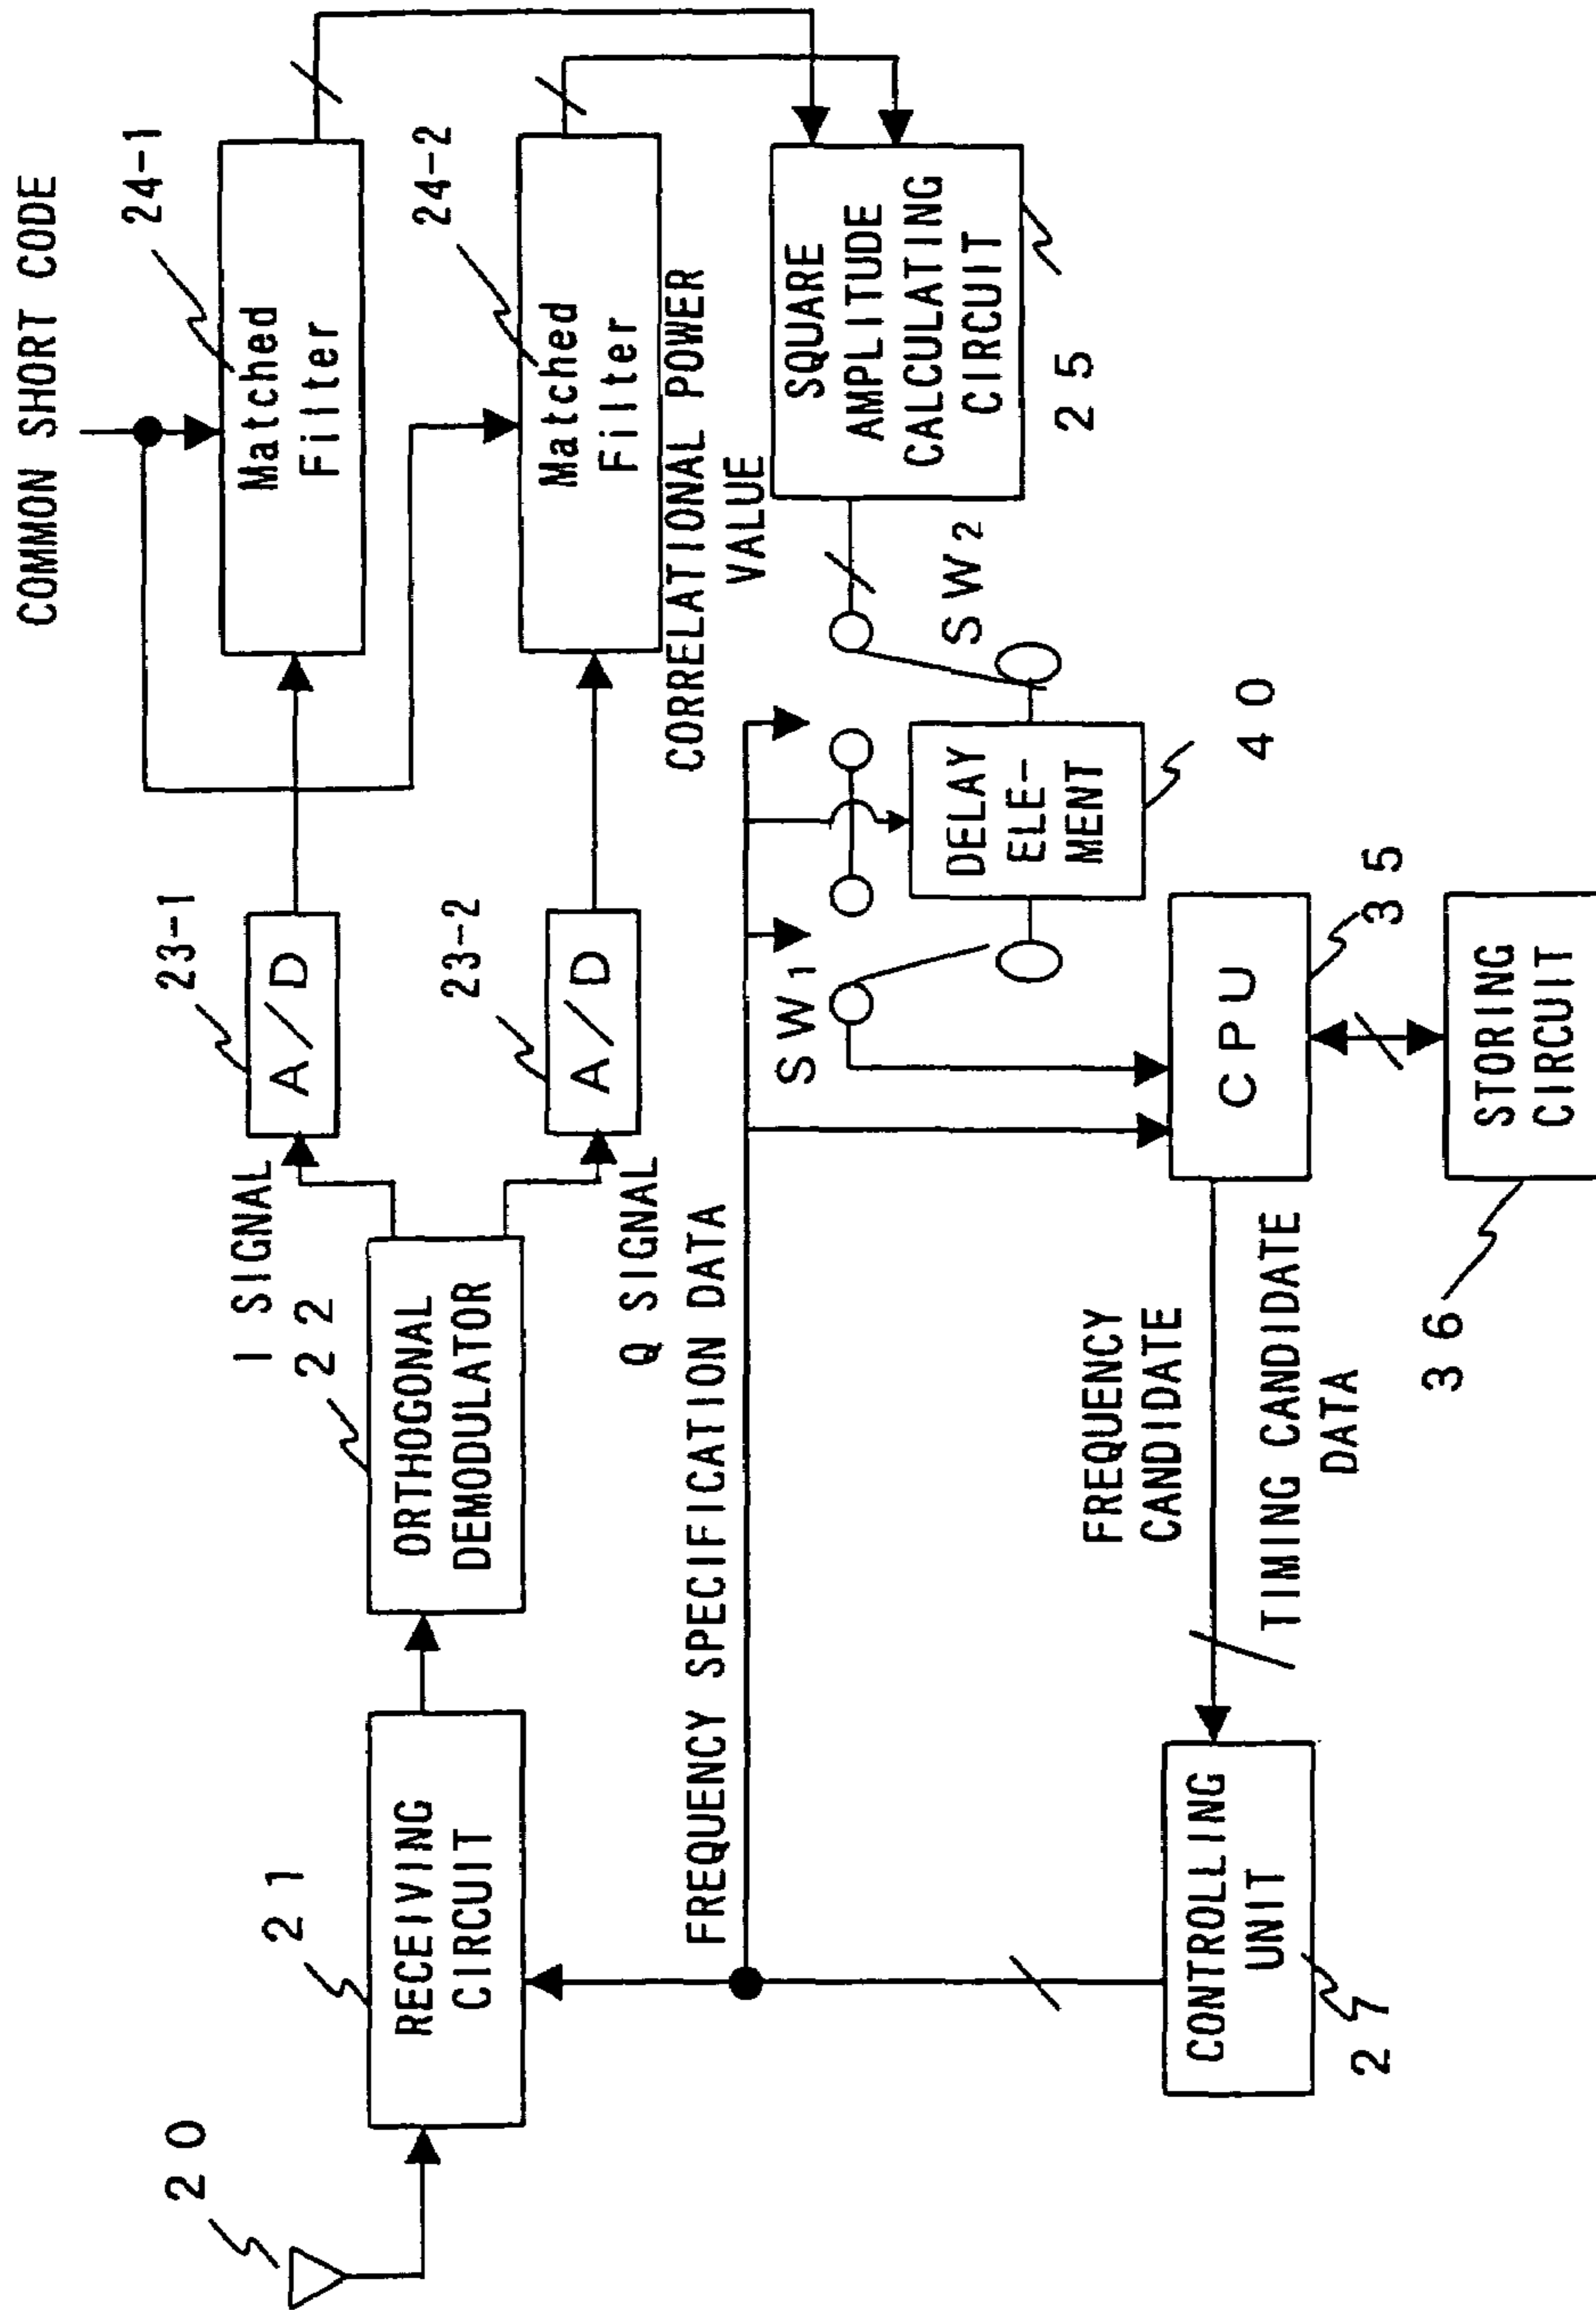 COMMON SHORT CODE
24-1
Matched
Filter
24-2
Matched
Filter
23-1
A/D
23-2
A/D
I SIGNAL
Q SIGNAL
22
ORTHOGONAL
DEMODULATOR
21
RECEIVING
CIRCUIT
20
CORRELATIONAL POWER
VALUE
SQUARE
AMPLITUDE
CALCULATING
CIRCUIT
25
SW2
SW1
DELAY
ELE-
MENT
40
FREQUENCY SPECIFICATION DATA
CPU
35
STORING
CIRCUIT
36
FREQUENCY
CANDIDATE
TIMING CANDIDATE
DATA
CONTROLLING
UNIT
27